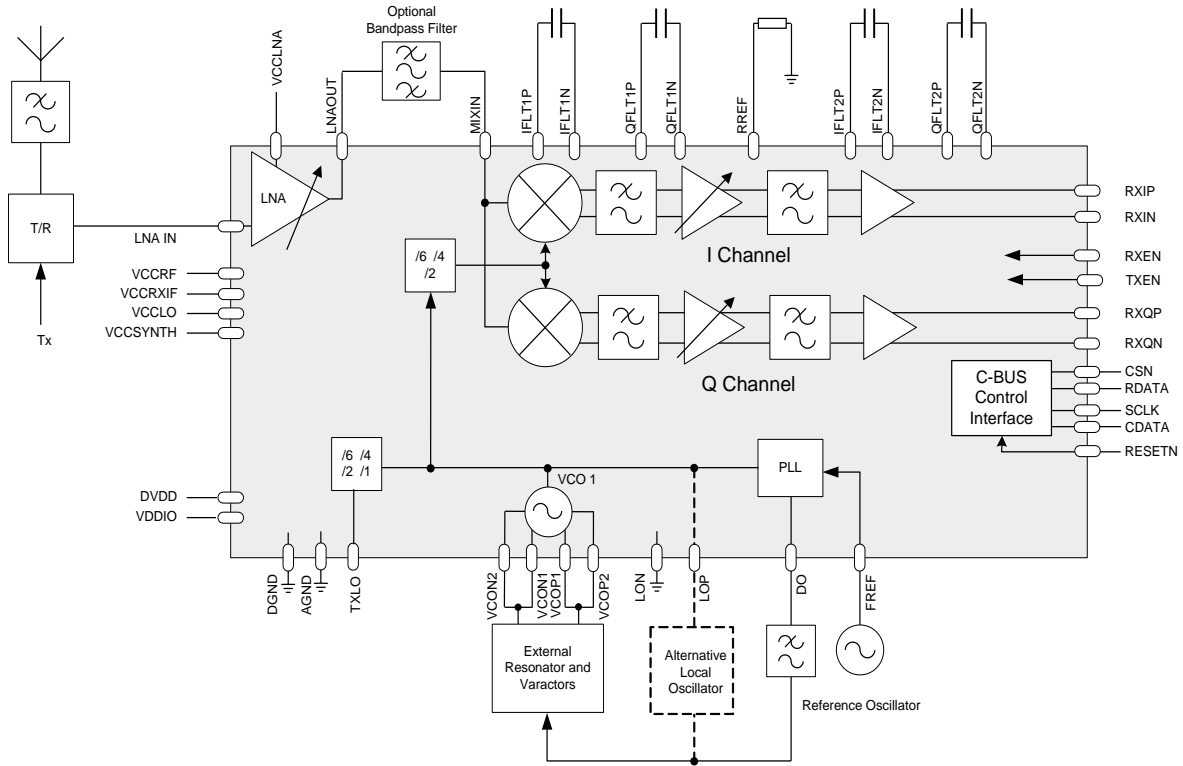 Optional
Bandpass Filter
VCCLNA
LNAOUT
MIXIN
IFLT1P
IFLT1N
QFLT1P
QFLT1N
RREF
IFLT2P
IFLT2N
QFLT2P
QFLT2N
LNA
T/R
LNA IN
RXIP
RXIN
I Channel
/6 /4
/2
RXEN
TXEN
VCCRF
VCCRXIF
VCCLO
VCCSYNTH
Tx
RXQP
RXQN
Q Channel
C-BUS
Control
Interface
CSN
RDATA
SCLK
CDATA
RESETN
/6 /4
/2 /1
VCO 1
PLL
DVDD
VDDIO
DGND
AGND
TXLO
VCON2
VCON1
VCOP1
VCOP2
LON
LOP
DO
FREF
External
Resonator and
Varactors
Alternative
Local
Oscillator
Reference Oscillator